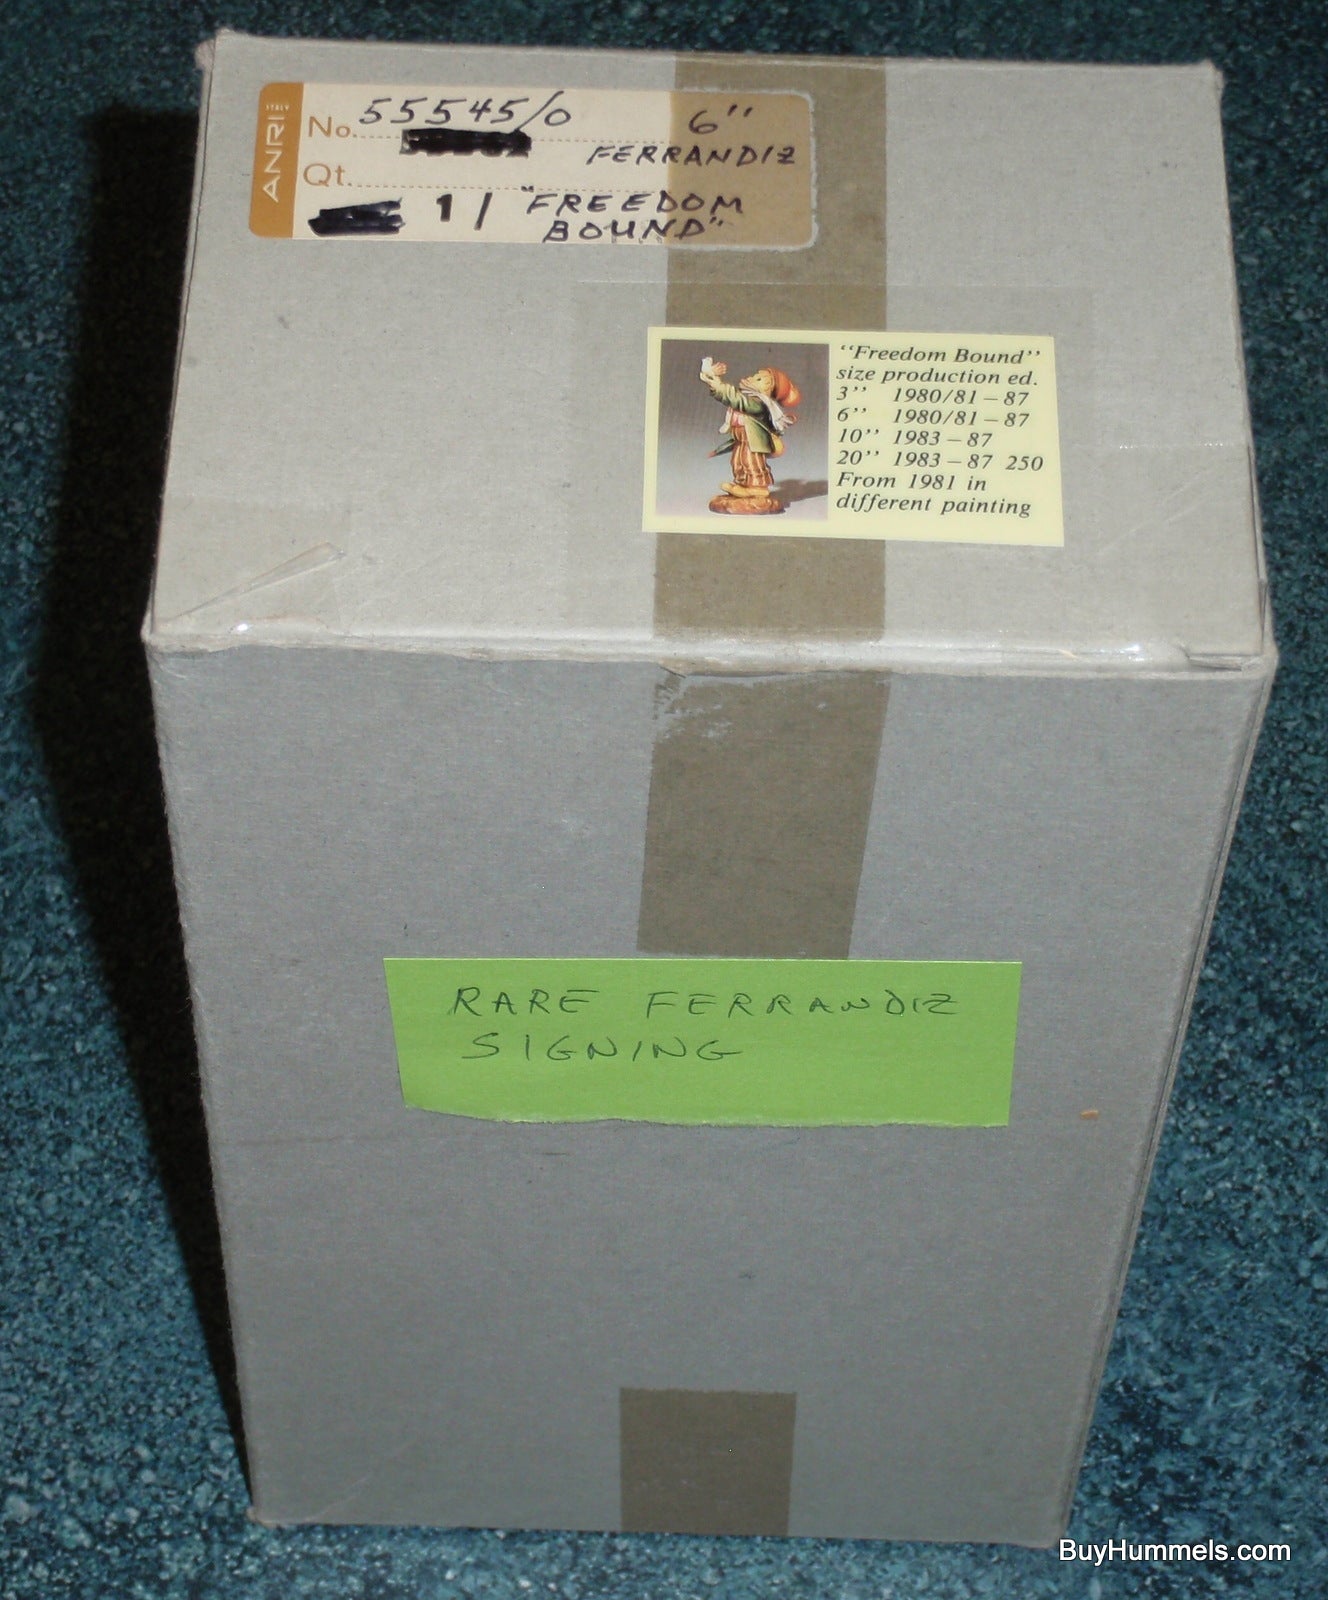 ANRI ITALY
No. 55545/0 6''
FERRANDIZ
Qt.
1 / "FREEDOM
BOUND"
''Freedom Bound''
size production ed.
3'' 1980/81 – 87
6'' 1980/81 – 87
10'' 1983 – 87
20'' 1983 – 87 250
From 1981 in
different painting
RARE FERRANDIZ
SIGNING
BuyHummels.com